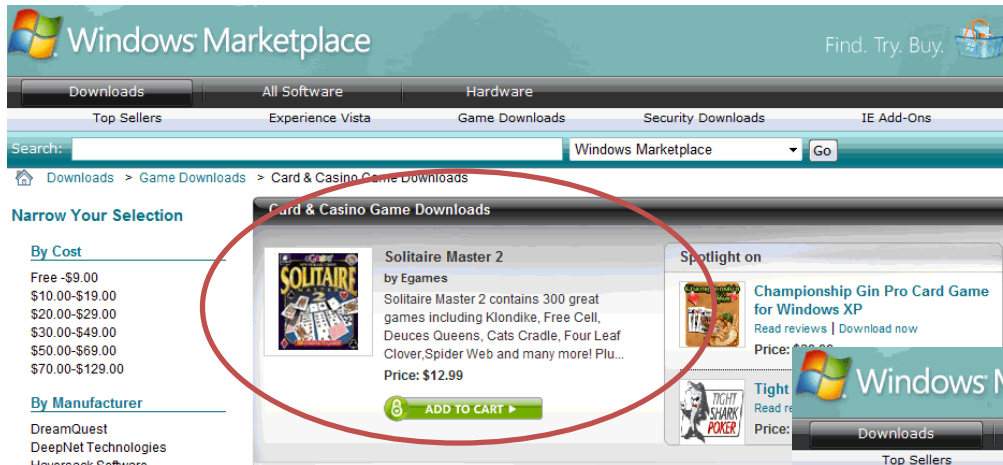 Windows Marketplace
Find. Try. Buy.
Downloads All Software Hardware
Top Sellers Experience Vista Game Downloads Security Downloads IE Add-Ons
Search: Windows Marketplace Go
Downloads > Game Downloads > Card & Casino Game Downloads
Narrow Your Selection
By Cost
Free -$9.00
$10.00-$19.00
$20.00-$29.00
$30.00-$49.00
$50.00-$69.00
$70.00-$129.00
By Manufacturer
DreamQuest
DeepNet Technologies
Card & Casino Game Downloads
SOLITAIRE
MASTER
2
Solitaire Master 2
by Egames
Solitaire Master 2 contains 300 great
games including Klondike, Free Cell,
Deuces Queens, Cats Cradle, Four Leaf
Clover,Spider Web and many more! Plu...
Price: $12.99
ADD TO CART
Spotlight on
Championship Gin Pro Card Game
for Windows XP
Read reviews | Download now
Price:
TIGHT
SHARK
POKER
Tight
Read
Price:
Windows
Downloads
Top Sellers